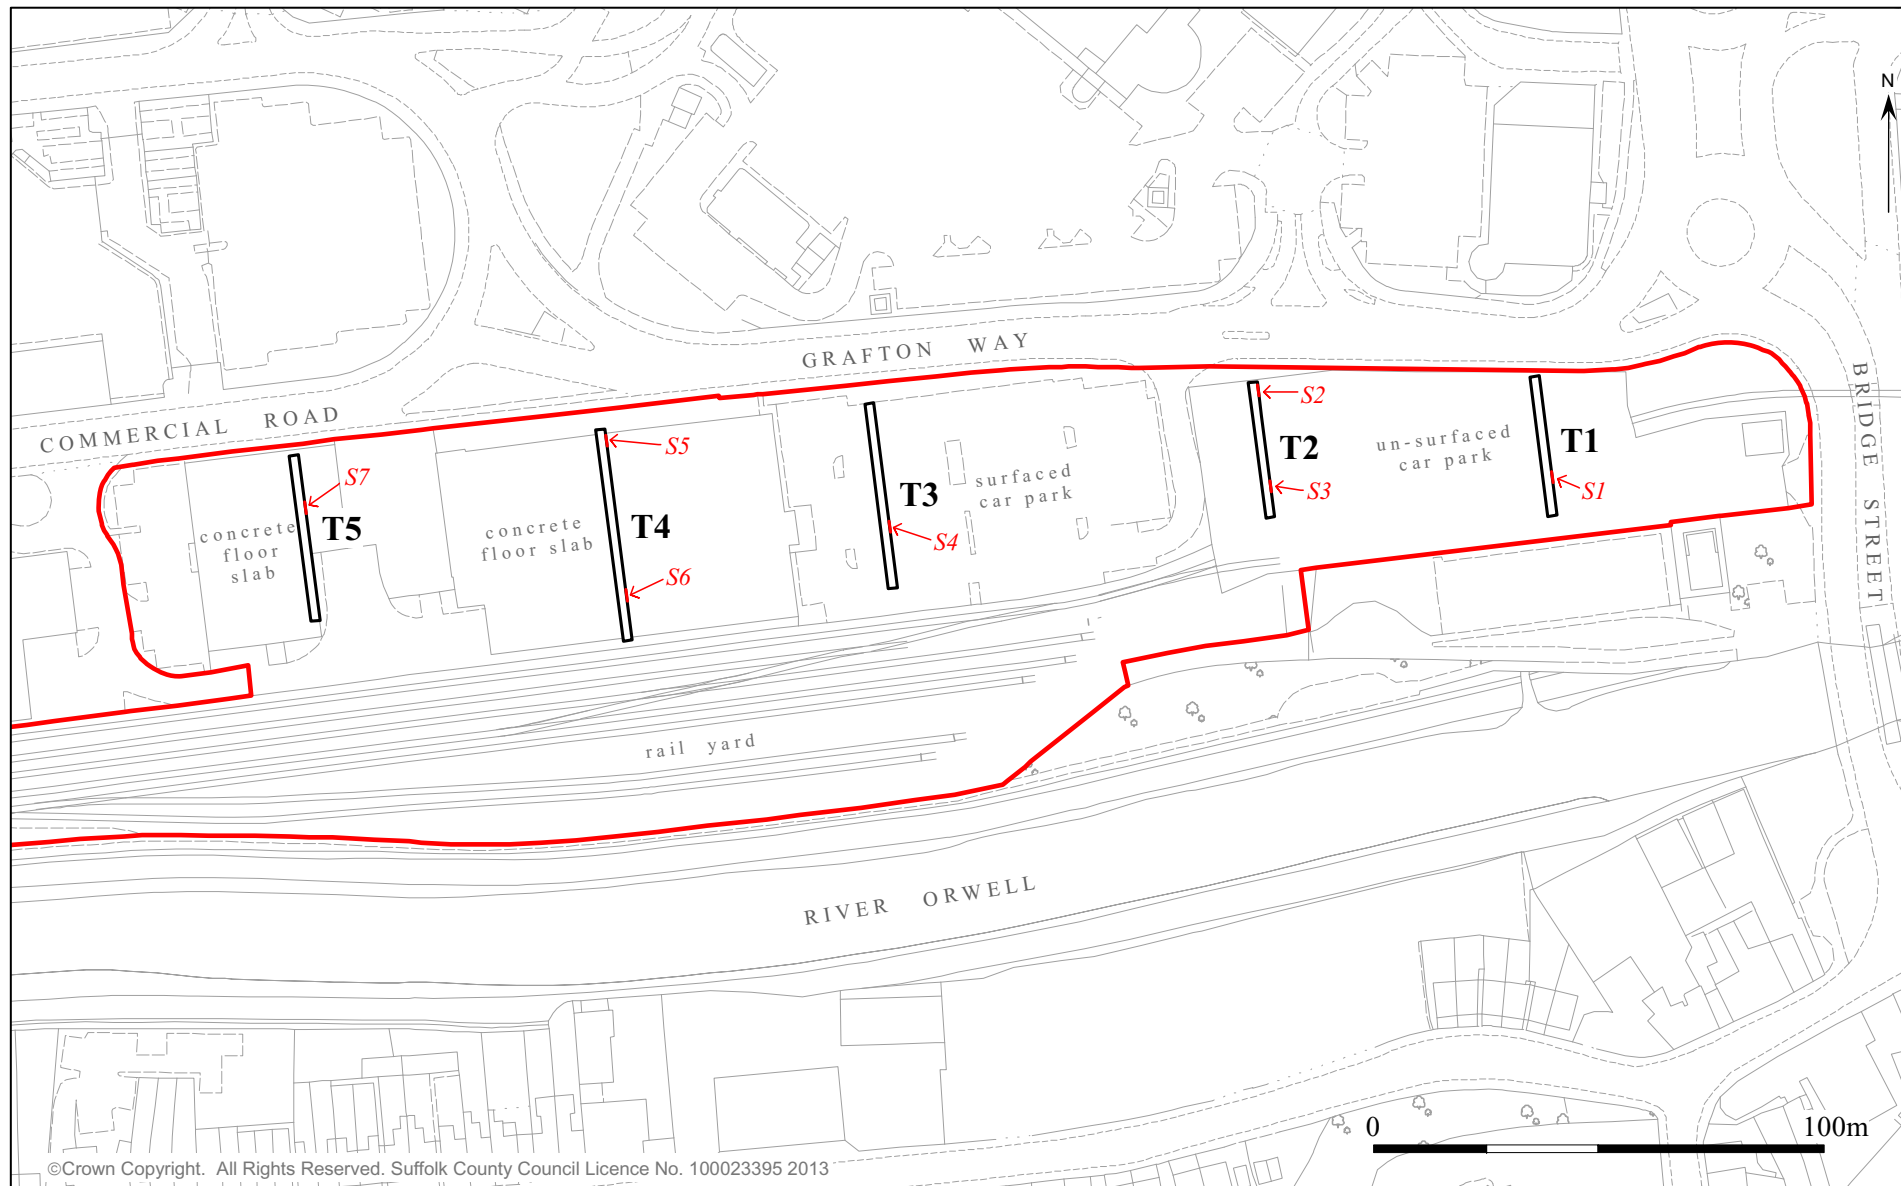 N
GRAFTON WAY
COMMERCIAL ROAD
BRIDGE STREET
S2
S5
T2
un-surfaced
car park
T1
S7
T3
surfaced
car park
S3
S1
concrete
floor
slab
T5
concrete
floor slab
T4
S4
S6
rail yard
RIVER ORWELL
0
100m
©Crown Copyright. All Rights Reserved. Suffolk County Council Licence No. 100023395 2013